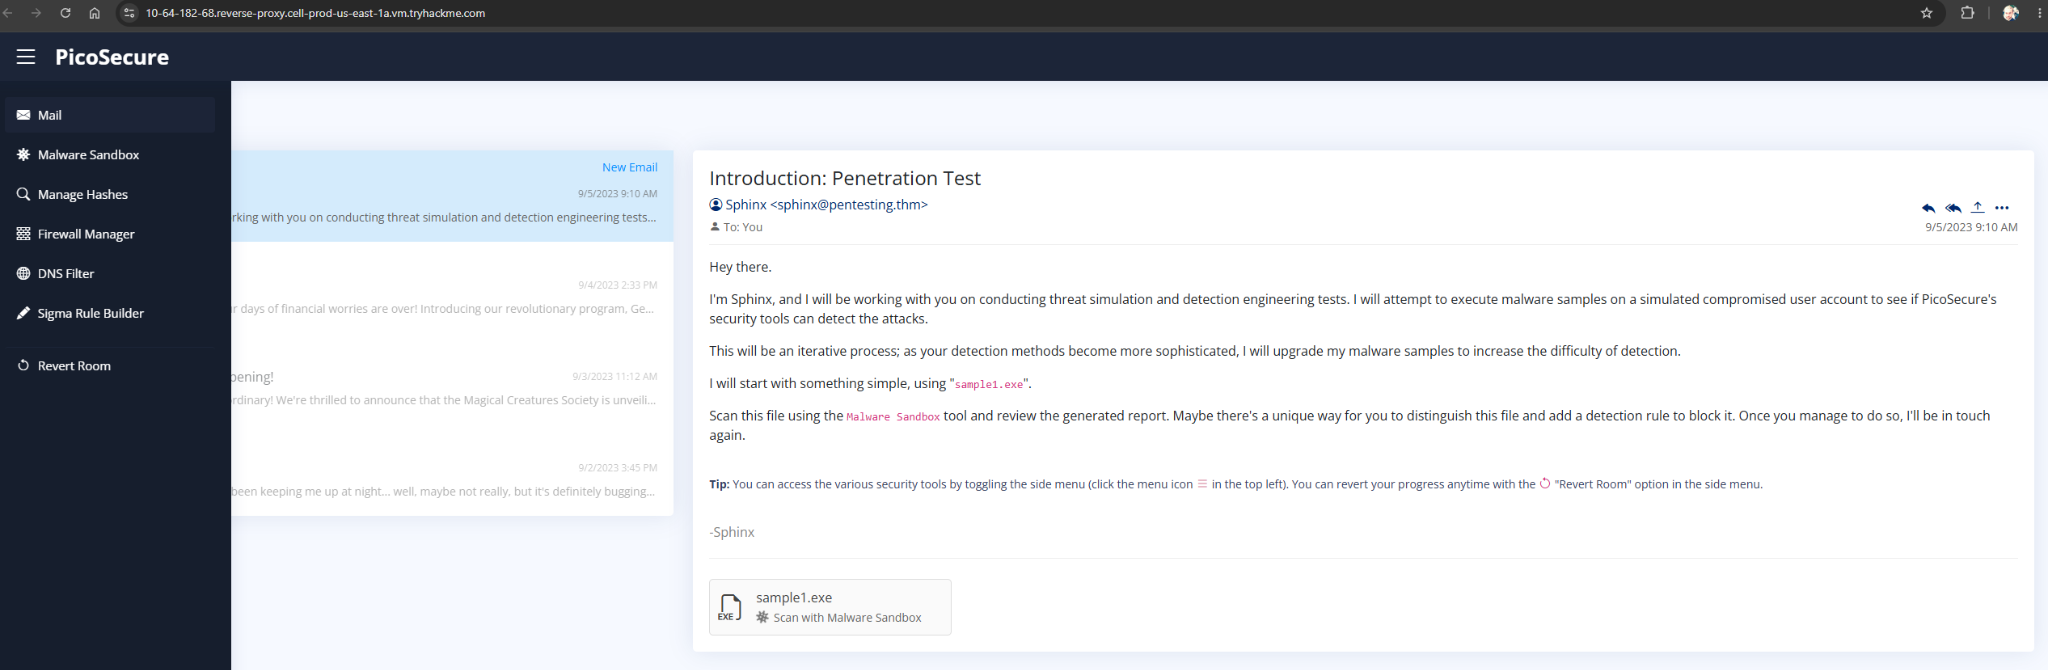 10-64-182-68.reverse-proxy.cell-prod-us-east-1a.vm.tryhackme.com
PicoSecure
Mail
Malware Sandbox
Manage Hashes
Firewall Manager
DNS Filter
Sigma Rule Builder
Revert Room
New Email
9/5/2023 9:10 AM
rking with you on conducting threat simulation and detection engineering tests...
9/4/2023 2:33 PM
r days of financial worries are over! Introducing our revolutionary program, Ge...
pening!
9/3/2023 11:12 AM
rdinary! We're thrilled to announce that the Magical Creatures Society is unveili...
9/2/2023 3:45 PM
been keeping me up at night... well, maybe not really, but it's definitely bugging...
Introduction: Penetration Test
Sphinx <sphinx@pentesting.thm>
To: You
9/5/2023 9:10 AM
Hey there.
I'm Sphinx, and I will be working with you on conducting threat simulation and detection engineering tests. I will attempt to execute malware samples on a simulated compromised user account to see if PicoSecure's
security tools can detect the attacks.
This will be an iterative process; as your detection methods become more sophisticated, I will upgrade my malware samples to increase the difficulty of detection.
I will start with something simple, using "sample1.exe".
Scan this file using the Malware Sandbox tool and review the generated report. Maybe there's a unique way for you to distinguish this file and add a detection rule to block it. Once you manage to do so, I'll be in touch
again.
Tip: You can access the various security tools by toggling the side menu (click the menu icon ☰ in the top left). You can revert your progress anytime with the "Revert Room" option in the side menu.
-Sphinx
EXE
sample1.exe
Scan with Malware Sandbox